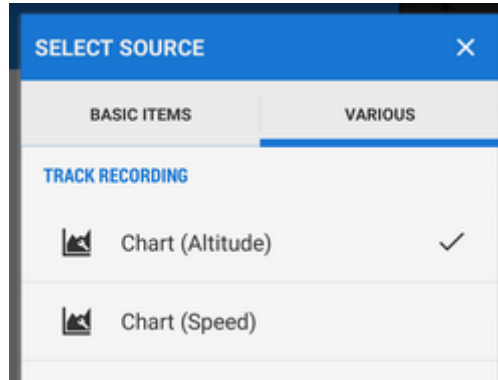 SELECT SOURCE
BASIC ITEMS VARIOUS
TRACK RECORDING
Chart (Altitude)
Chart (Speed)